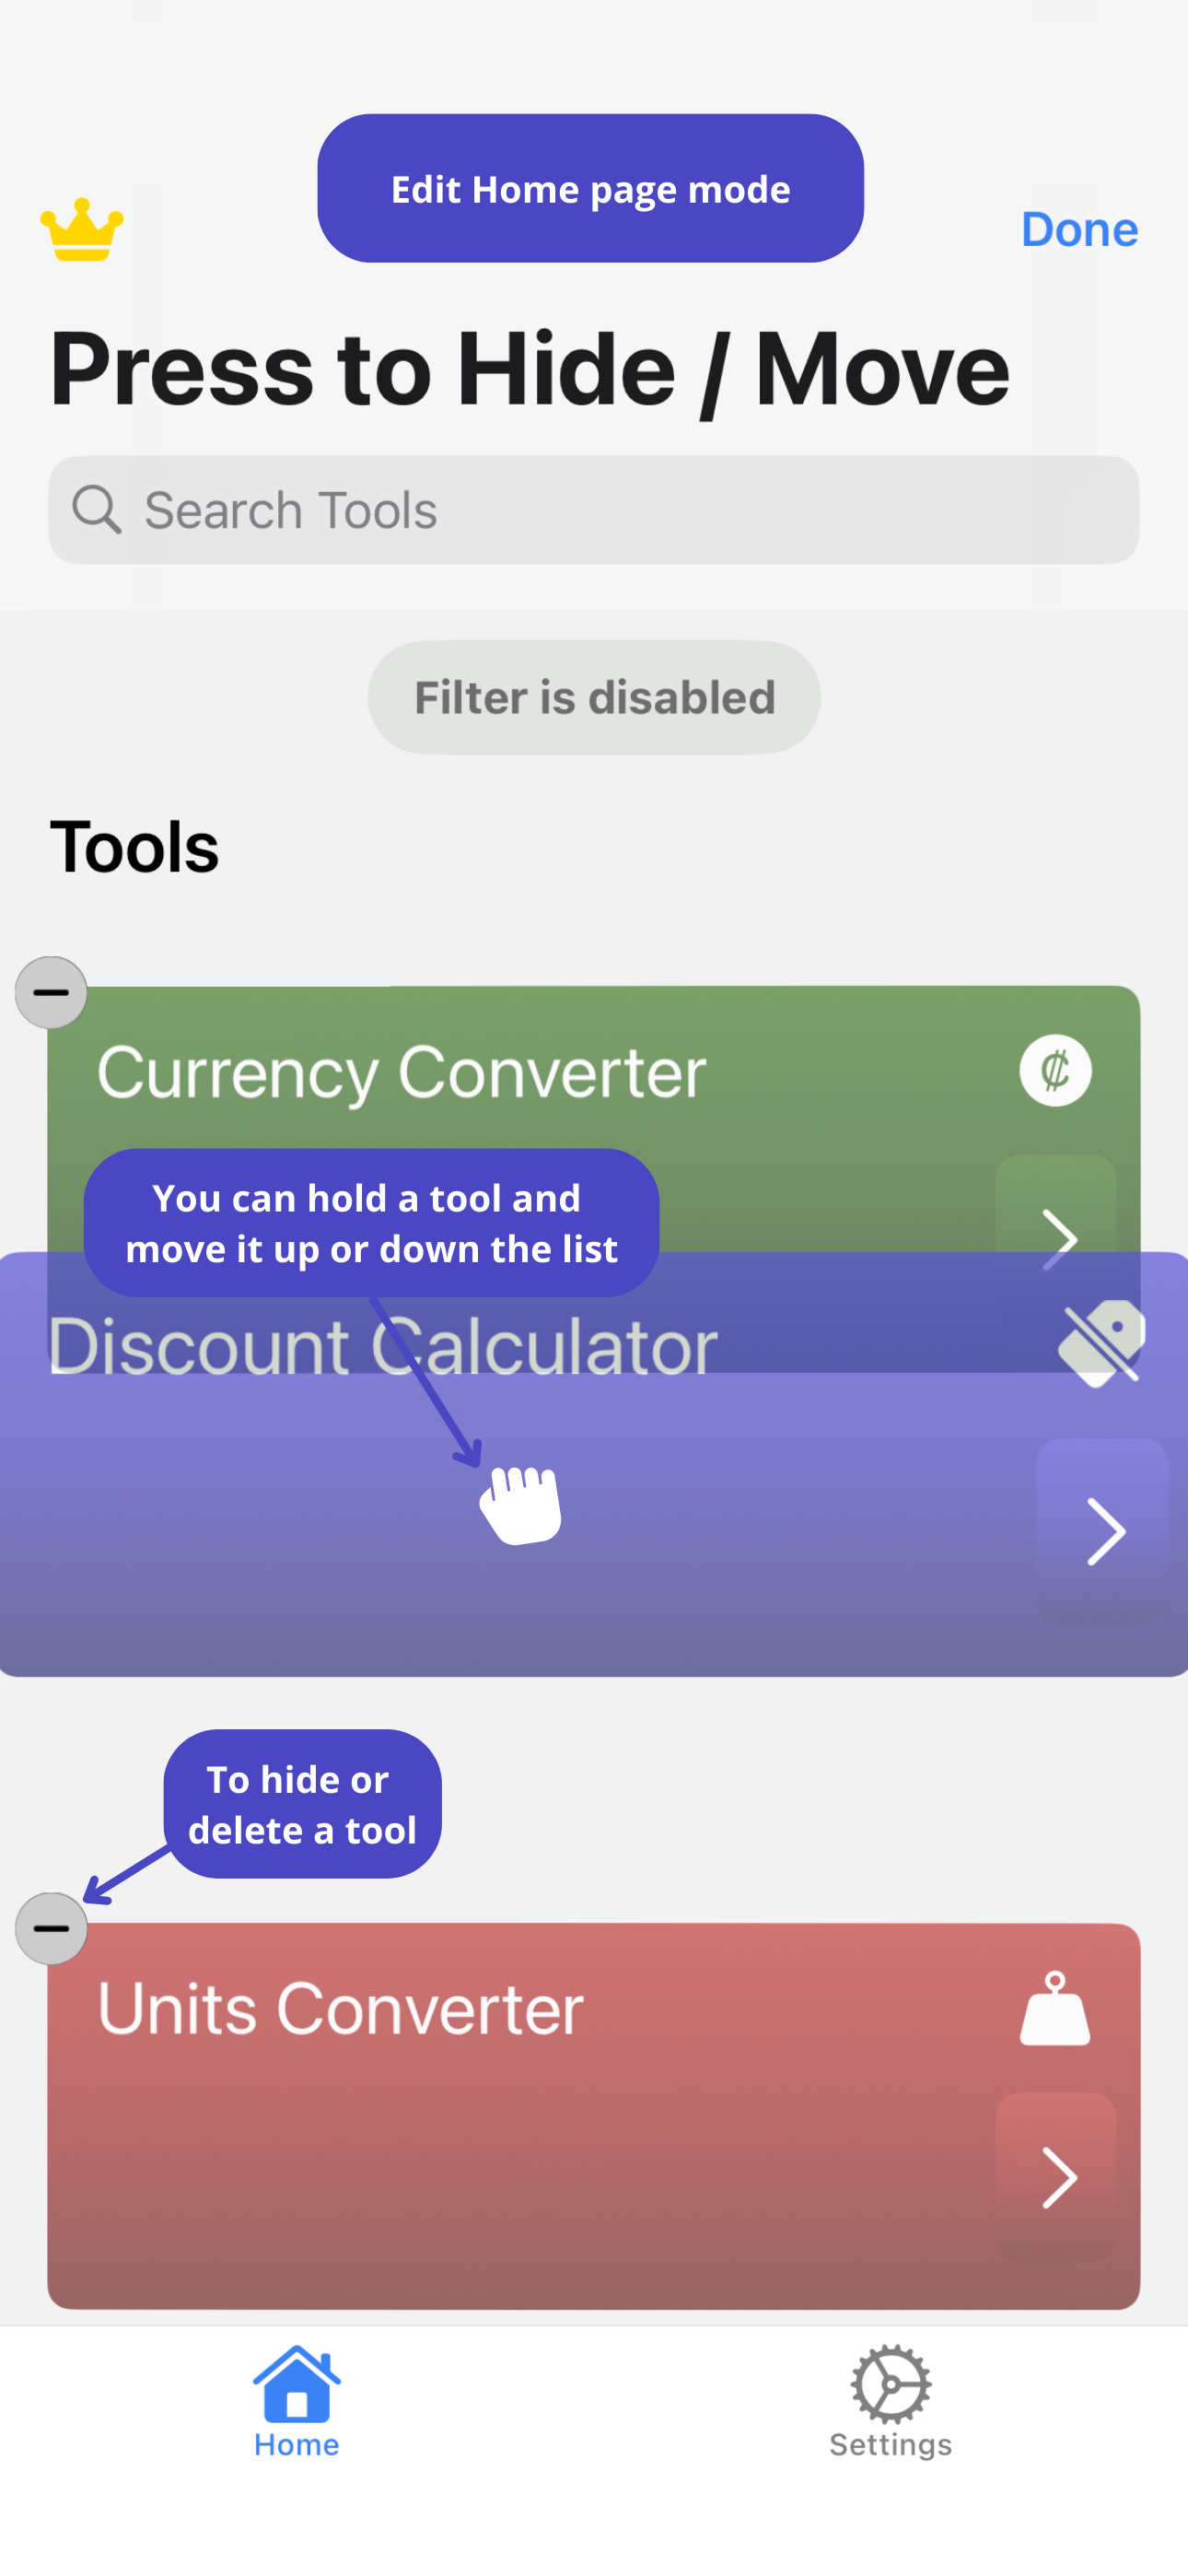 Edit Home page mode
Done
Press to Hide / Move
Search Tools
Filter is disabled
Tools
Currency Converter
₵
You can hold a tool and
move it up or down the list
Discount Calculator
To hide or
delete a tool
Units Converter
Home
Settings